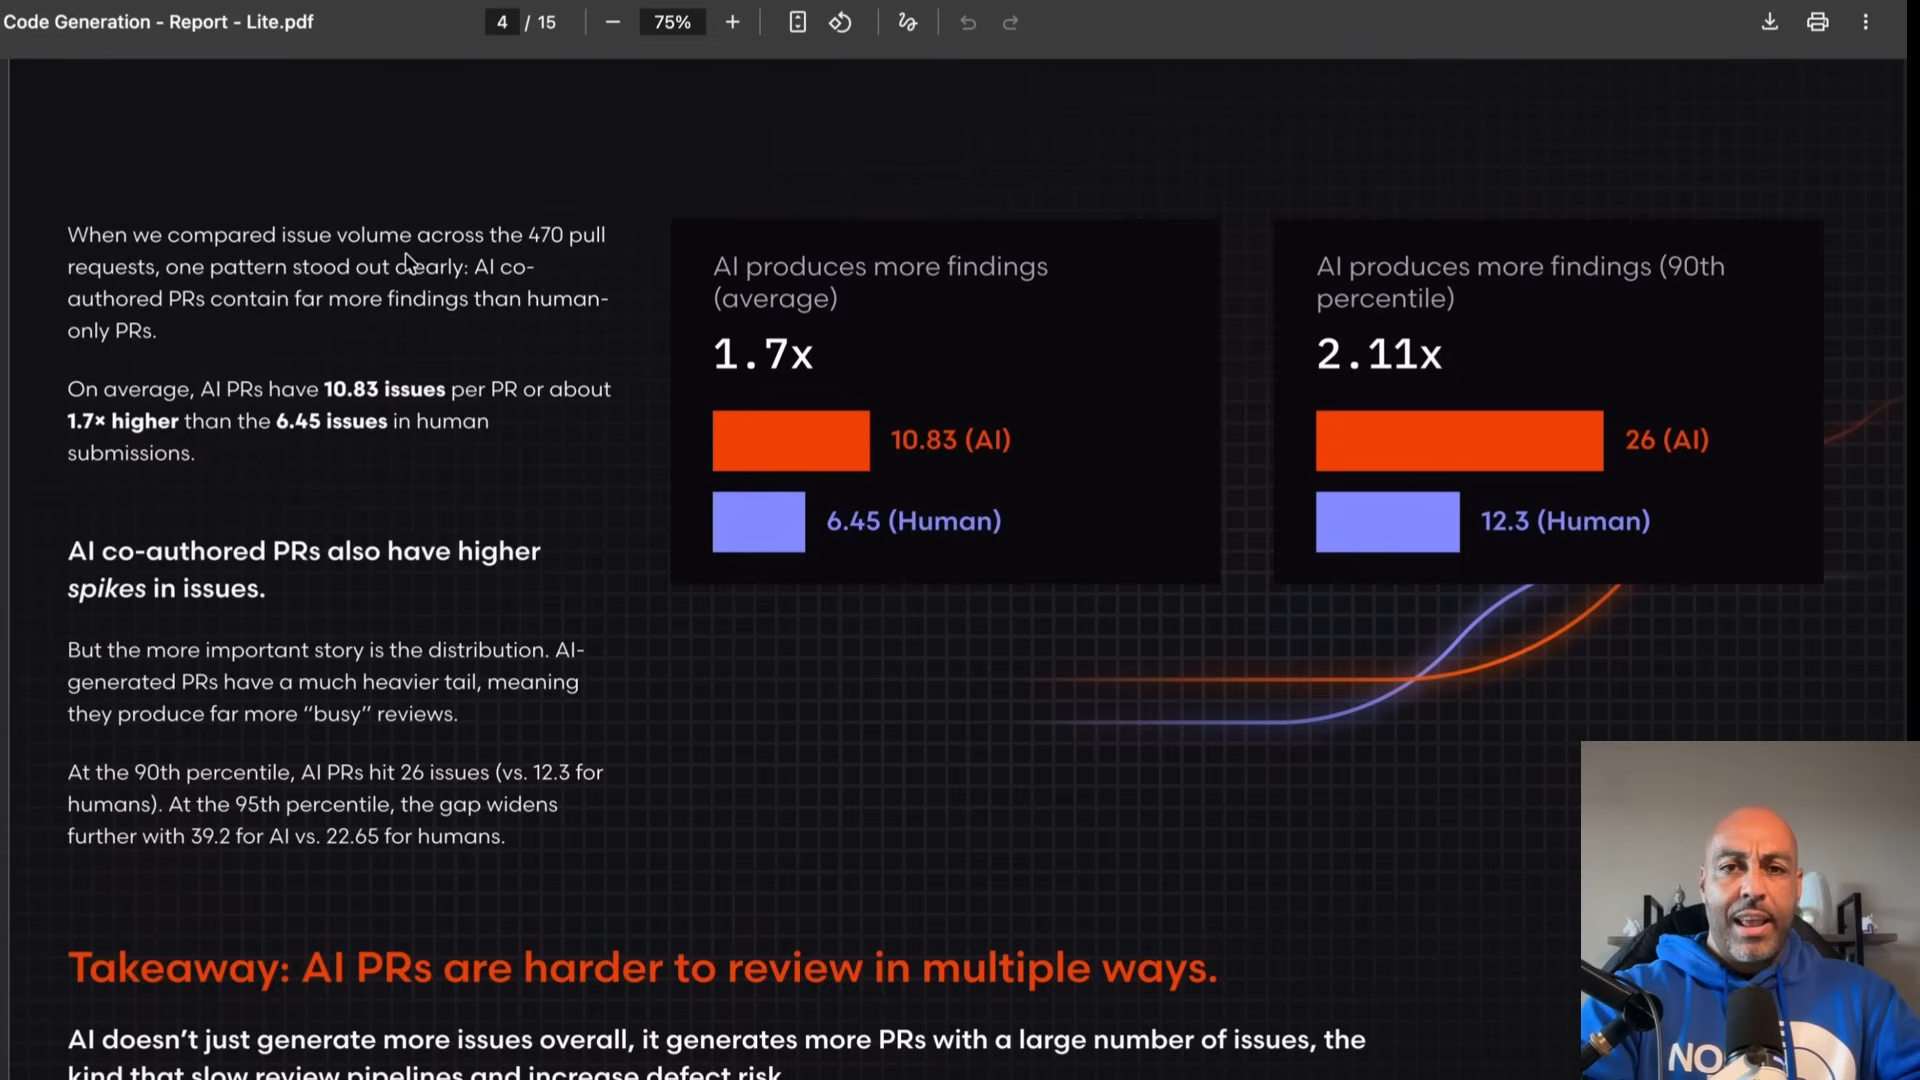 Code Generation - Report - Lite.pdf
4 / 15
75%
When we compared issue volume across the 470 pull
requests, one pattern stood out clearly: AI co-
authored PRs contain far more findings than human-
only PRs.
On average, AI PRs have 10.83 issues per PR or about
1.7× higher than the 6.45 issues in human
submissions.
AI co-authored PRs also have higher
spikes in issues.
But the more important story is the distribution. AI-
generated PRs have a much heavier tail, meaning
they produce far more “busy” reviews.
At the 90th percentile, AI PRs hit 26 issues (vs. 12.3 for
humans). At the 95th percentile, the gap widens
further with 39.2 for AI vs. 22.65 for humans.
AI produces more findings
(average)
1.7x
10.83 (AI)
6.45 (Human)
AI produces more findings (90th
percentile)
2.11x
26 (AI)
12.3 (Human)
Takeaway: AI PRs are harder to review in multiple ways.
AI doesn’t just generate more issues overall, it generates more PRs with a large number of issues, the
kind that slow review pipelines and increase defect risk
NO